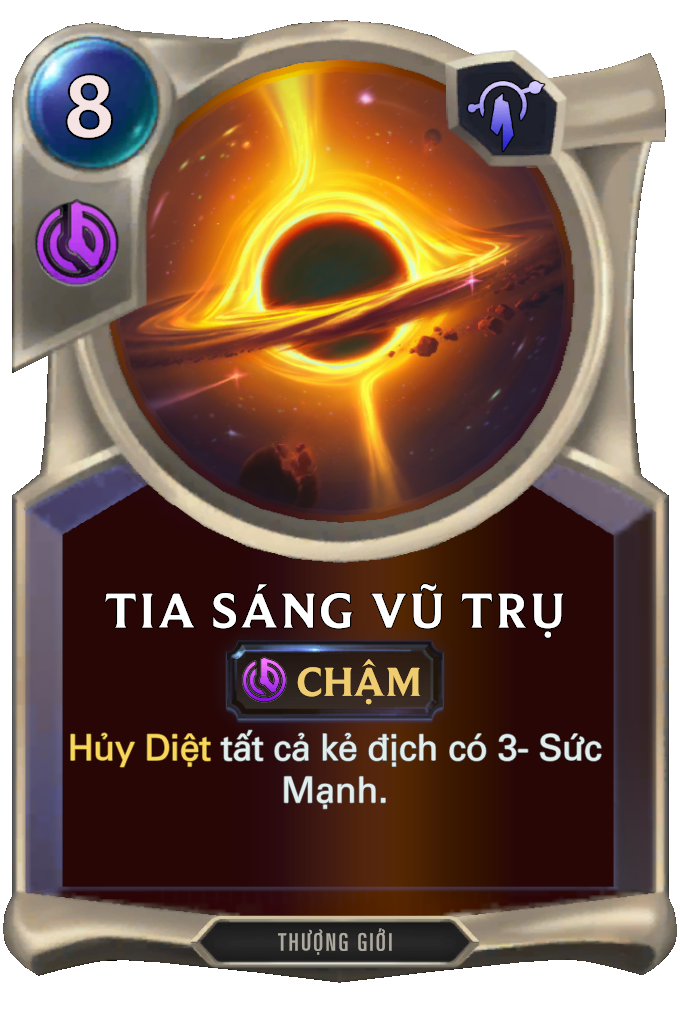 8
TIA SÁNG VŨ TRỤ
CHẬM
Hủy Diệt tất cả kẻ địch có 3- Sức
Mạnh.
THƯỢNG GIỚI